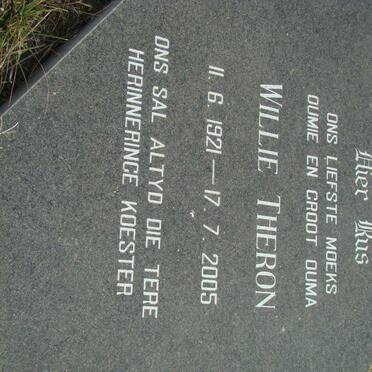 Hier Rus
ONS LIEFSTE MOEKS
OUMIE EN GROOT OUMA
WILLIE THERON
11. 6. 1921 — 17. 7. 2005
ONS SAL ALTYD DIE TERE
HERINNERINGE KOESTER